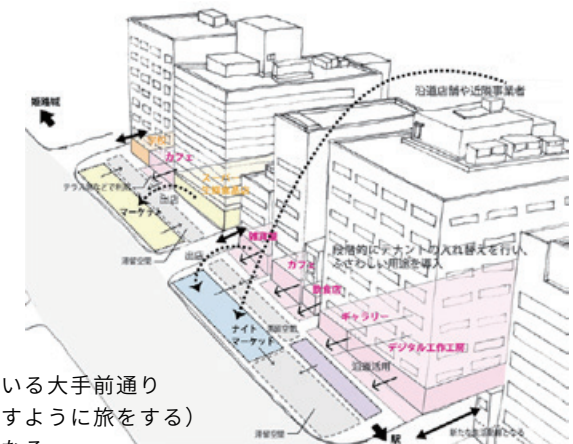 姫路城
沿道店舗や近隣事業者
カフェ
テラス席などで利用
出店
マーケット
滞留空間
雑貨屋
段階的にテナントの入れ替えを行い、
ふさわしい用途を導入
出店
カフェ
飲食店
滞留空間
ナイト
マーケット
ギャラリー
デジタル工作工房
沿道活用
いる大手前通り
すように旅をする）
滞留空間
駅